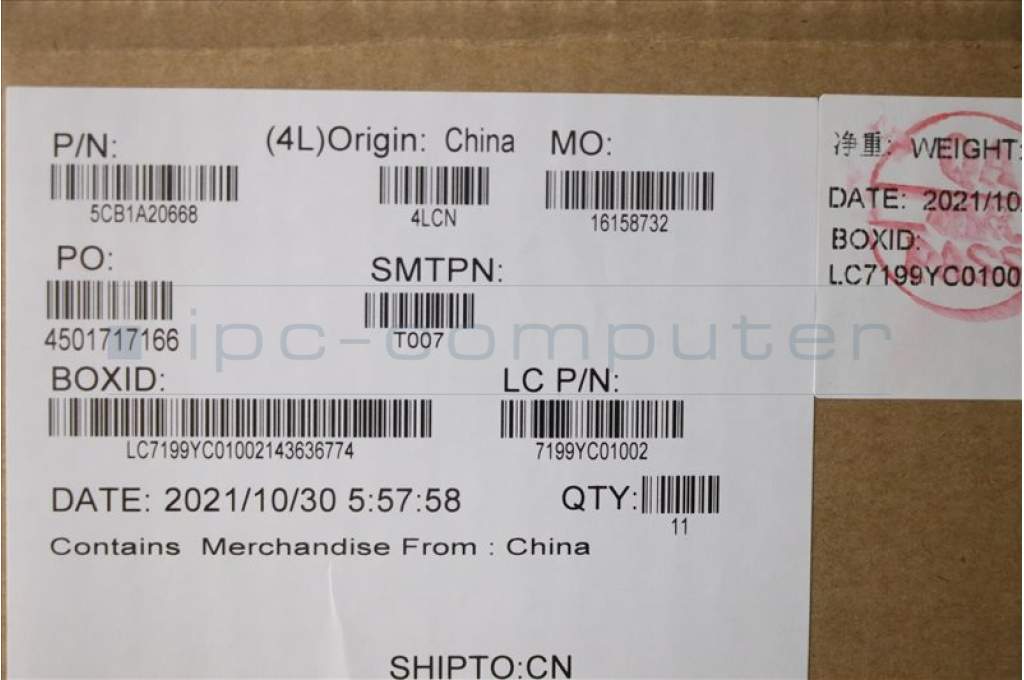 P/N: (4L)Origin: China MO:
5CB1A20668 4LCN 16158732
PO: SMTPN:
4501717166 T007
BOXID: LC P/N:
LC7199YC01002143636774 7199YC01002
DATE: 2021/10/30 5:57:58 QTY:
11
Contains Merchandise From : China
SHIPTO:CN
净重: WEIGHT:
DATE: 2021/10
BOXID:
LC7199YC0100
ipc-computer